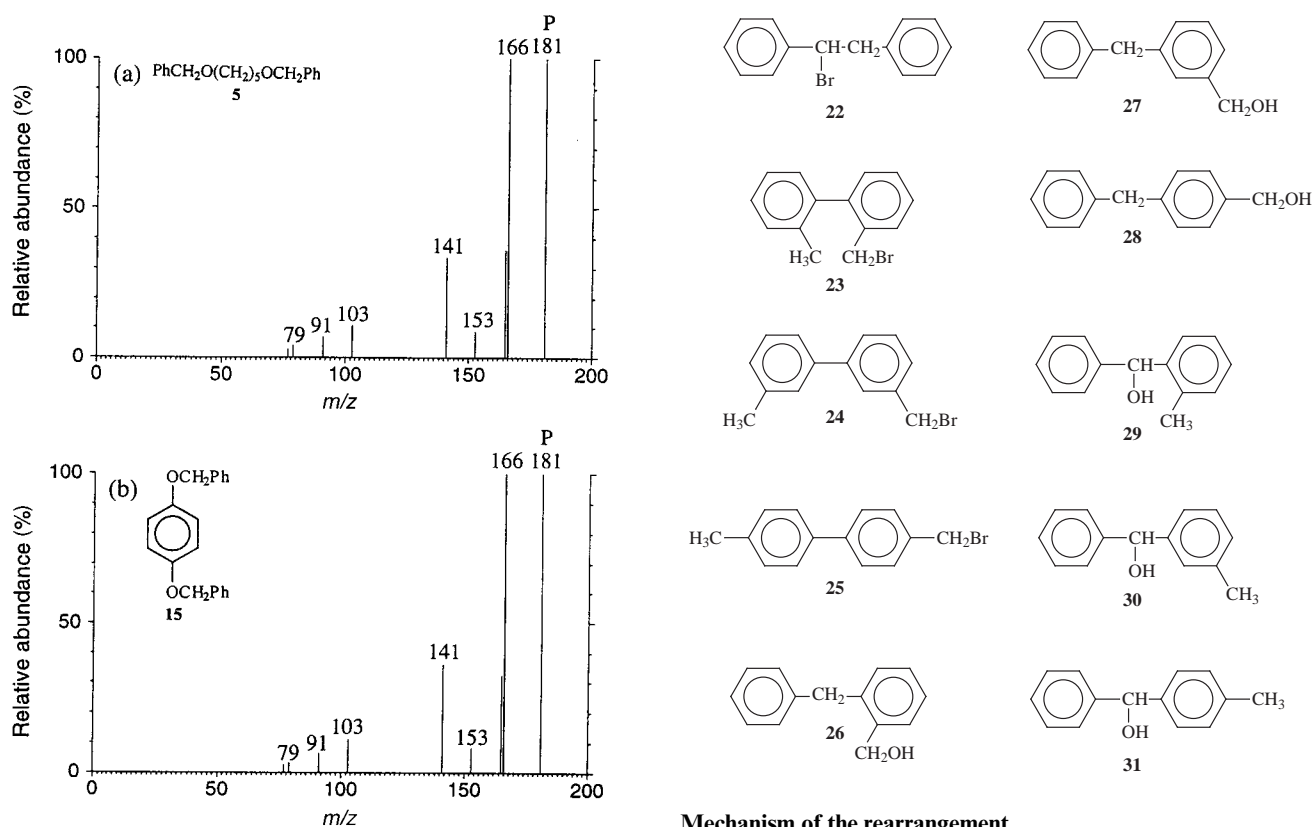 P
166 181
100
(a) PhCH2O(CH2)5OCH2Ph
5
Relative abundance (%)
50
141
79 91 103 153
0
0 50 100 150 200
m/z
P
166 181
100
(b) OCH2Ph
OCH2Ph
15
Relative abundance (%)
50
141
79 91 103 153
0
0 50 100 150 200
m/z
CH-CH2
Br
22
H3C CH2Br
23
H3C CH2Br
24
H3C CH2Br
25
CH2
CH2OH
26
CH2
CH2OH
27
CH2 CH2OH
28
CH
OH
CH3
29
CH
OH
CH3
30
CH CH3
OH
31
Mechanism of the rearrangement